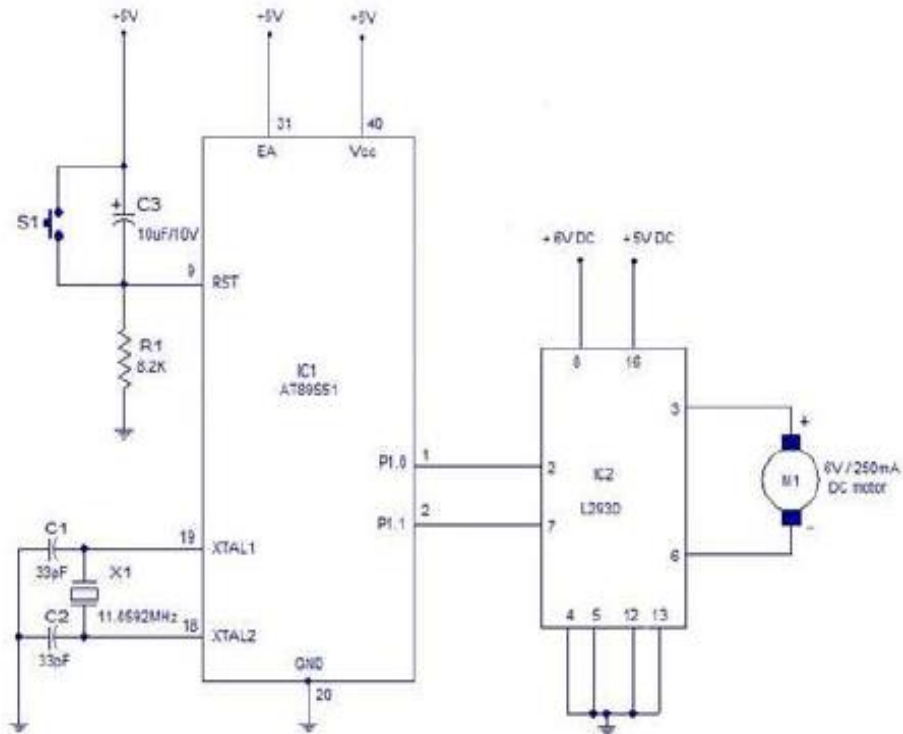 +5V
+5V
+5V
31
40
EA
Vcc
S1
+
C3
10uF/10V
9
RST
+6V DC
+5V DC
R1
8.2K
IC1
AT89S51
8
16
3
+
P1.0
1
2
IC2
L293D
M1
6V / 250mA
DC motor
P1.1
2
7
-
6
C1
19
XTAL1
33pF
X1
C2
18
XTAL2
33pF
4
5
12
13
GND
20